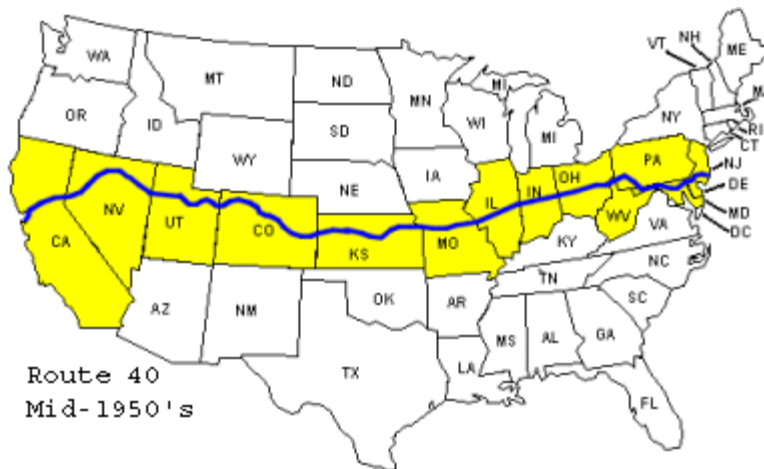 WA
MT
ND
MN
MI
VT
NH
ME
OR
ID
SD
WI
MI
NY
WY
RI
CT
IA
NE
PA
NJ
OH
IL
IN
DE
NV
UT
CO
WV
MD
CA
KS
MO
KY
VA
DC
NC
TN
AZ
NM
OK
AR
SC
MS
AL
GA
TX
LA
FL
Route 40
Mid-1950's